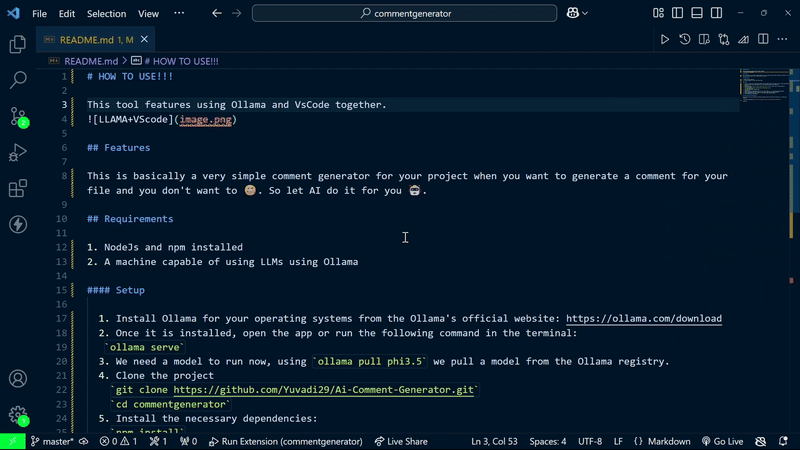 File Edit Selection View ··· commentgenerator
README.md 1, M
README.md > # HOW TO USE!!!
1 # HOW TO USE!!!
2
3 This tool features using Ollama and VsCode together.
4 ![LLAMA+VScode](image.png)
5
6 ## Features
7
8 This is basically a very simple comment generator for your project when you want to generate a comment for your
file and you don't want to 😴. So let AI do it for you 🤖.
9
10 ## Requirements
11
12 1. NodeJs and npm installed
13 2. A machine capable of using LLMs using Ollama
14
15 #### Setup
16
17 1. Install Ollama for your operating systems from the Ollama's official website: https://ollama.com/download
18 2. Once it is installed, open the app or run the following command in the terminal:
19 `ollama serve`
20 3. We need a model to run now, using `ollama pull phi3.5` we pull a model from the Ollama registry.
21 4. Clone the project
22 `git clone https://github.com/Yuvadi29/Ai-Comment-Generator.git`
23 `cd commentgenerator`
24 5. Install the necessary dependencies:
25 `npm install`
2
1
master* 0 1 1 0 Run Extension (commentgenerator) Live Share Ln 3, Col 53 Spaces: 4 UTF-8 LF {} Markdown Go Live